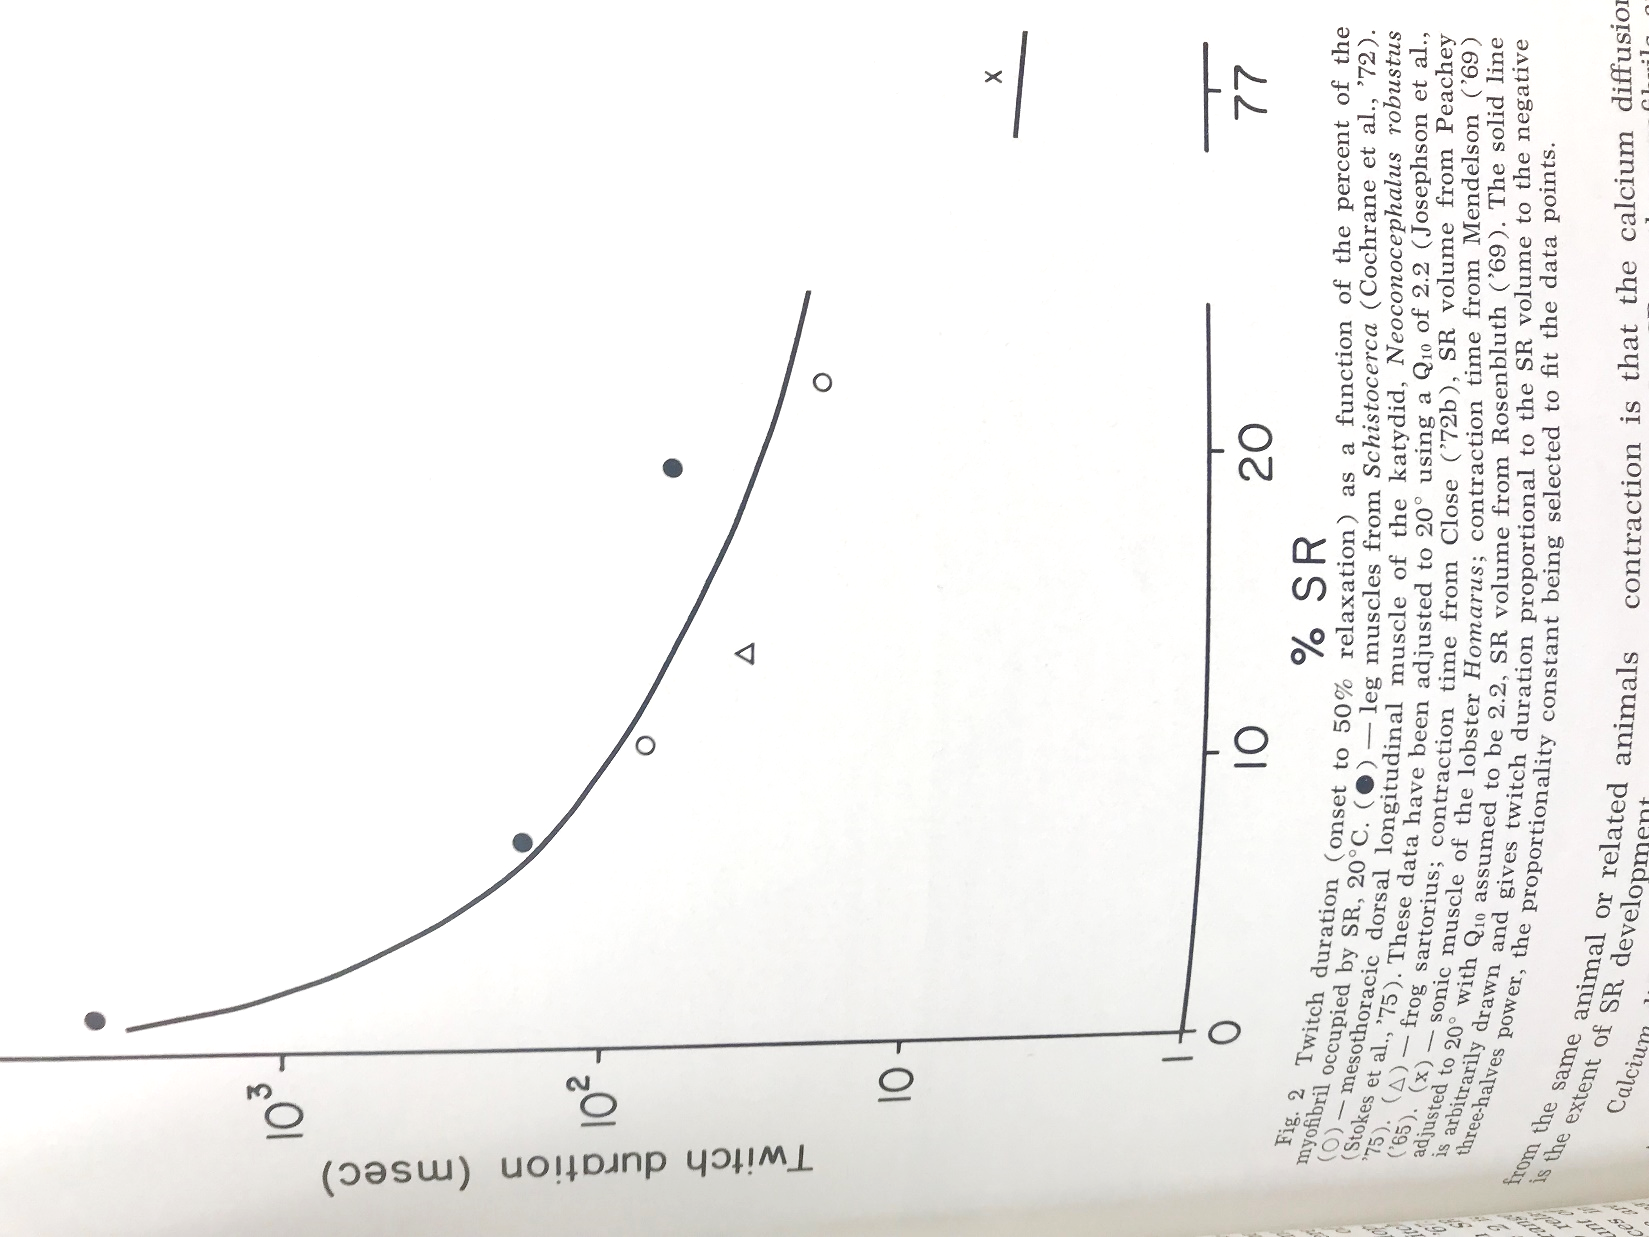 Twitch duration (msec)
10³
10²
10
1
0
10
20
77
% SR
x
Fig. 2 Twitch duration (onset to 50% relaxation) as a function of the percent of the
myofibril occupied by SR, 20°C. (●) — leg muscles from Schistocerca (Cochrane et al., '72).
(○) — mesothoracic dorsal longitudinal muscle of the katydid, Neoconocephalus robustus
(Stokes et al., '75). These data have been adjusted to 20° using a Q₁₀ of 2.2 (Josephson et al.,
'75). (△) — frog sartorius; contraction time from Close ('72b), SR volume from Peachey
('65). (x) — sonic muscle of the lobster Homarus; contraction time from Mendelson ('69)
adjusted to 20° with Q₁₀ assumed to be 2.2, SR volume from Rosenbluth ('69). The solid line
is arbitrarily drawn and gives twitch duration proportional to the SR volume to the negative
three-halves power, the proportionality constant being selected to fit the data points.
from the same animal or related animals
is the extent of SR development.
Calcium
contraction is that the calcium diffusion